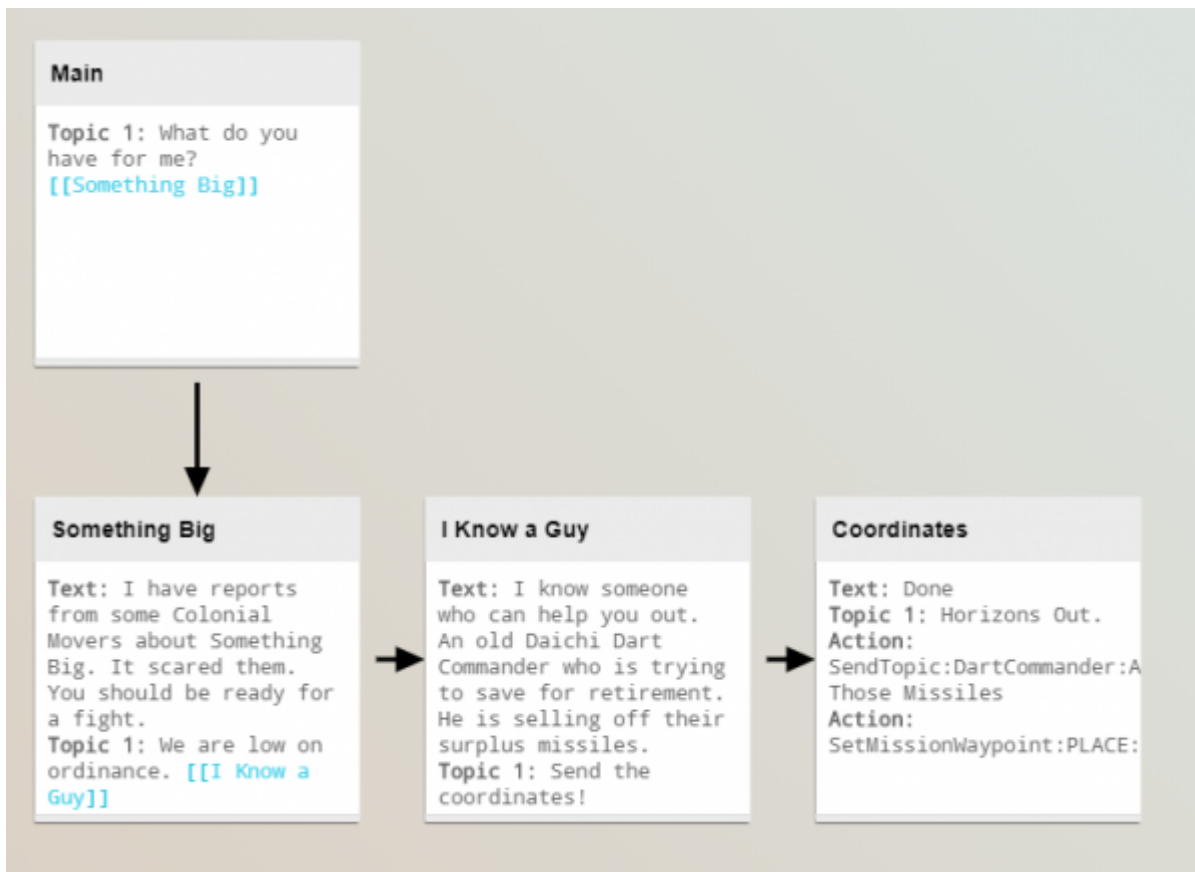 Main
Topic 1: What do you
have for me?
[[Something Big]]
Something Big
Text: I have reports
from some Colonial
Movers about Something
Big. It scared them.
You should be ready for
a fight.
Topic 1: We are low on
ordinance. [[I Know a
Guy]]
I Know a Guy
Text: I know someone
who can help you out.
An old Daichi Dart
Commander who is trying
to save for retirement.
He is selling off their
surplus missiles.
Topic 1: Send the
coordinates!
Coordinates
Text: Done
Topic 1: Horizons Out.
Action:
SendTopic:DartCommander:A
Those Missiles
Action:
SetMissionWaypoint:PLACE: